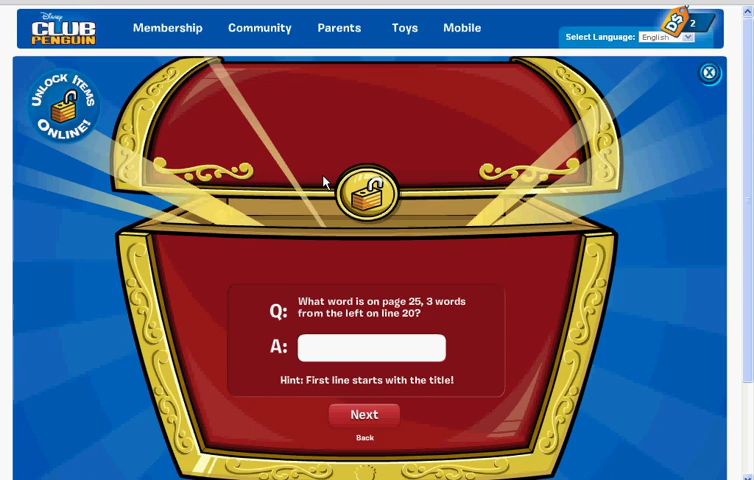 Disney
CLUB
PENGUIN
Membership
Community
Parents
Toys
Mobile
DS
2
Select Language:
English
UNLOCK ITEMS
ONLINE!
Q:
What word is on page 25, 3 words
from the left on line 20?
A:
Hint: First line starts with the title!
Next
Back